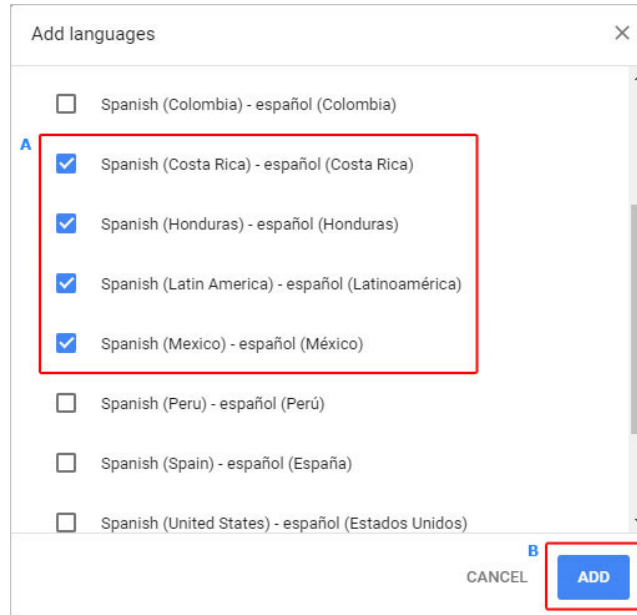 Add languages
Spanish (Colombia) - español (Colombia)
A
Spanish (Costa Rica) - español (Costa Rica)
Spanish (Honduras) - español (Honduras)
Spanish (Latin America) - español (Latinoamérica)
Spanish (Mexico) - español (México)
Spanish (Peru) - español (Perú)
Spanish (Spain) - español (España)
Spanish (United States) - español (Estados Unidos)
B
CANCEL ADD